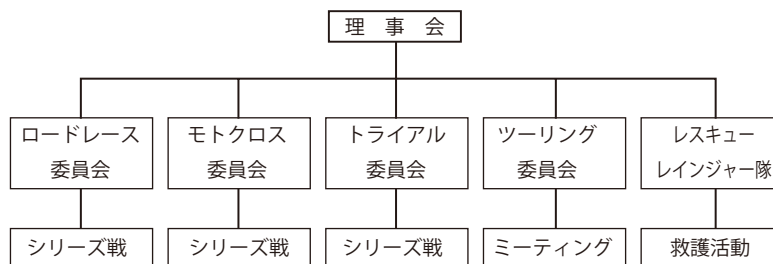 理事会
ロードレース
委員会
モトクロス
委員会
トライアル
委員会
ツーリング
委員会
レスキュー
レインジャー隊
シリーズ戦
シリーズ戦
シリーズ戦
ミーティング
救護活動